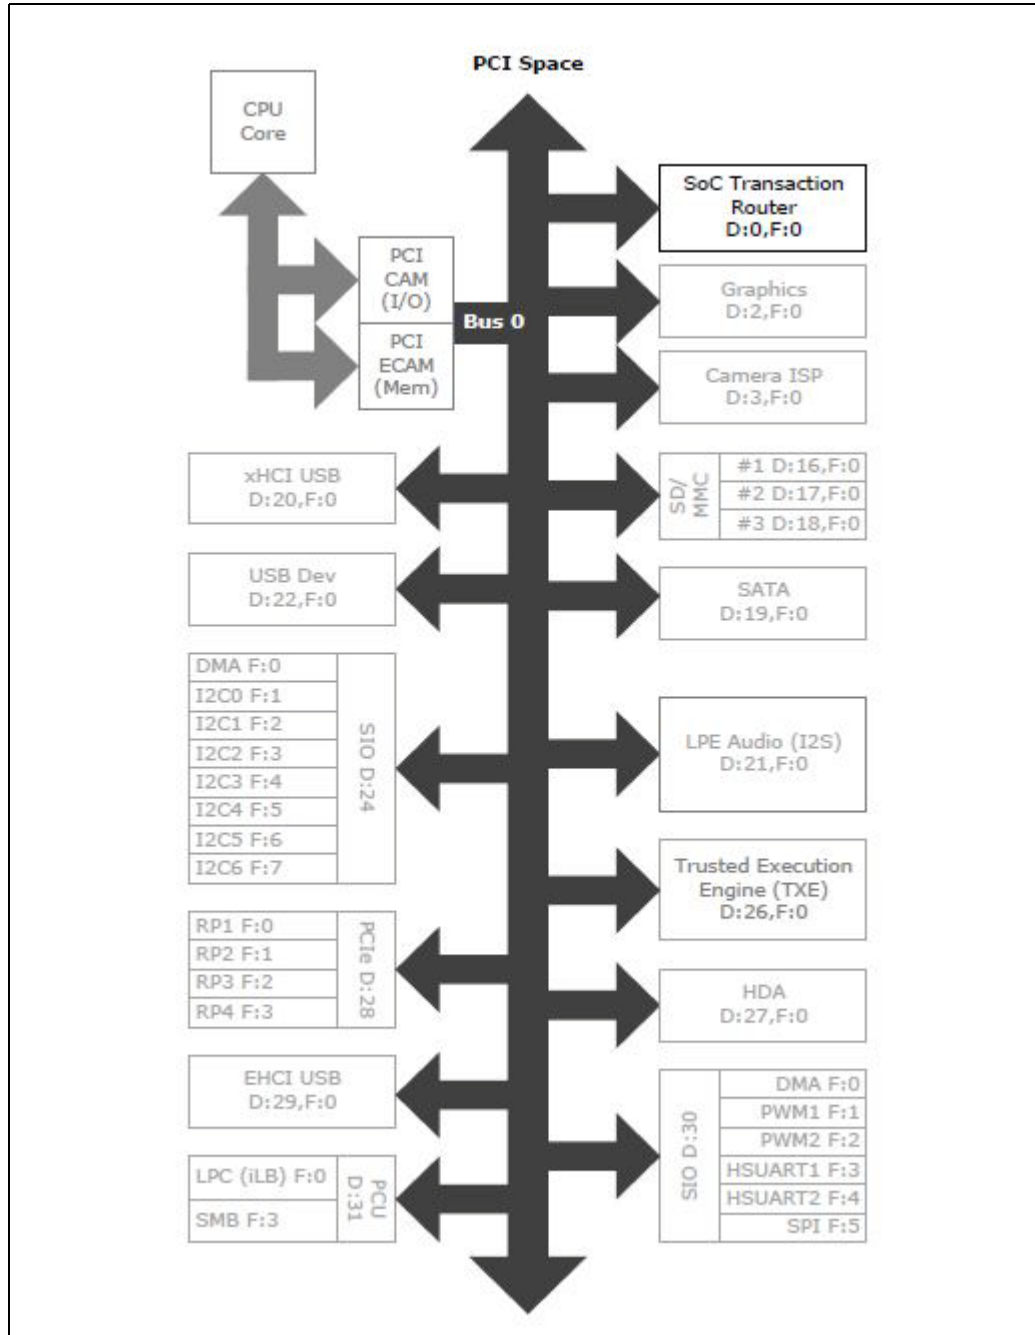 PCI Space
CPU
Core
PCI
CAM
(I/O)
PCI
ECAM
(Mem)
Bus 0
SoC Transaction
Router
D:0,F:0
Graphics
D:2,F:0
Camera ISP
D:3,F:0
xHCI USB
D:20,F:0
SD/
MMC
#1 D:16,F:0
#2 D:17,F:0
#3 D:18,F:0
USB Dev
D:22,F:0
SATA
D:19,F:0
DMA F:0
I2C0 F:1
I2C1 F:2
I2C2 F:3
I2C3 F:4
I2C4 F:5
I2C5 F:6
I2C6 F:7
SIO D:24
LPE Audio (I2S)
D:21,F:0
Trusted Execution
Engine (TXE)
D:26,F:0
RP1 F:0
RP2 F:1
RP3 F:2
RP4 F:3
PCIe D:28
HDA
D:27,F:0
EHCI USB
D:29,F:0
SIO D:30
DMA F:0
PWM1 F:1
PWM2 F:2
HSUART1 F:3
HSUART2 F:4
SPI F:5
LPC (iLB) F:0
SMB F:3
PCU
D:31